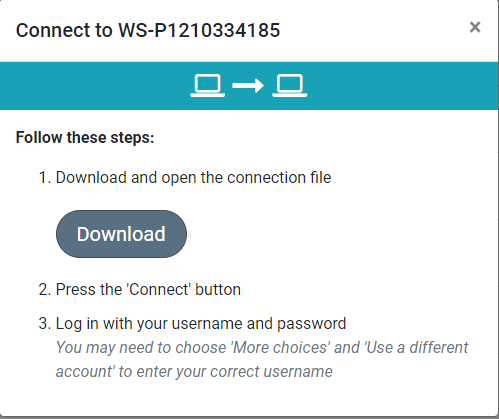 Connect to WS-P1210334185
×
Follow these steps:
1. Download and open the connection file
Download
2. Press the 'Connect' button
3. Log in with your username and password
You may need to choose 'More choices' and 'Use a different
account' to enter your correct username